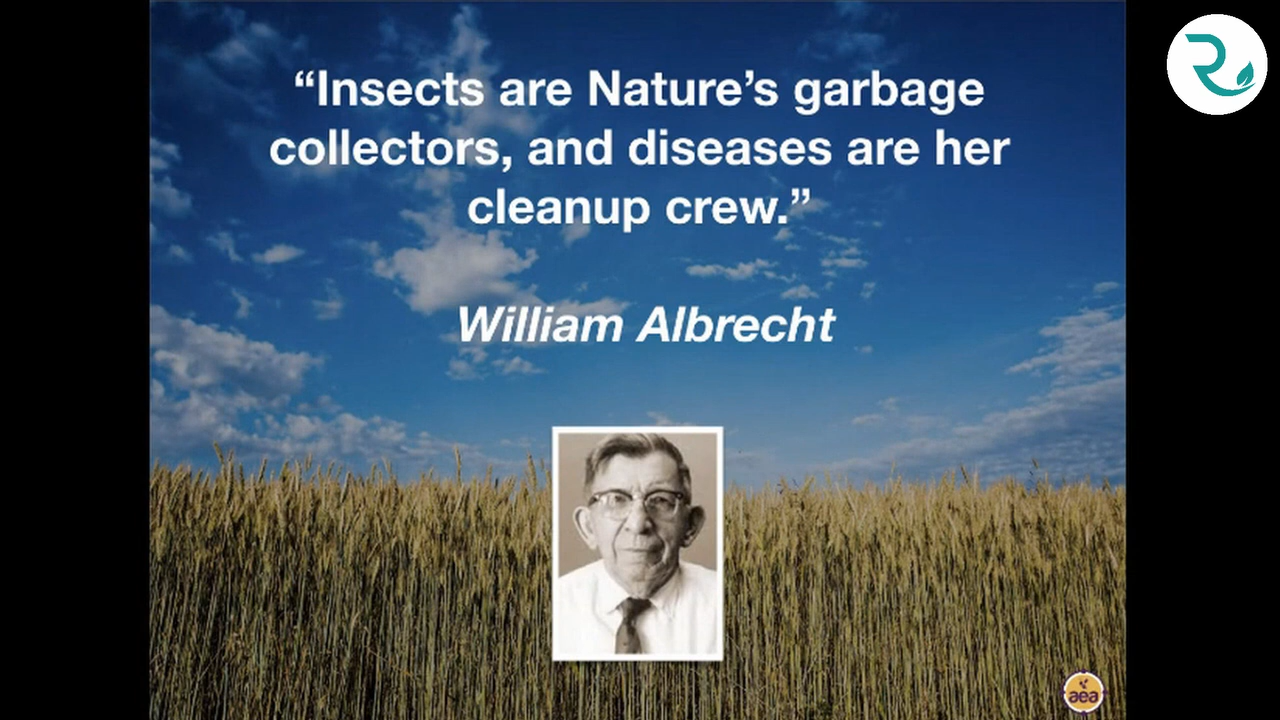 “Insects are Nature’s garbage
collectors, and diseases are her
cleanup crew.”
William Albrecht
aea